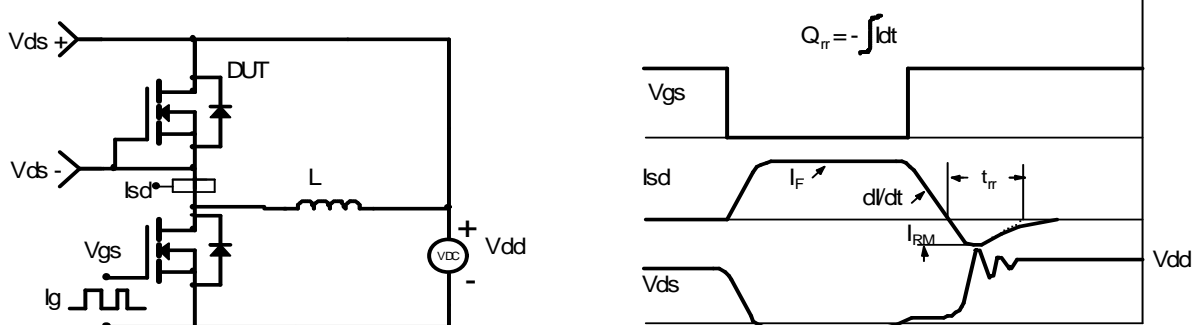 Vds +
DUT
Vds -
Isd
L
Vgs
Ig
+
VDC
-
Vdd
Qrr = - ∫ Idt
Vgs
Isd
IF
dI/dt
trr
IRM
Vds
Vdd